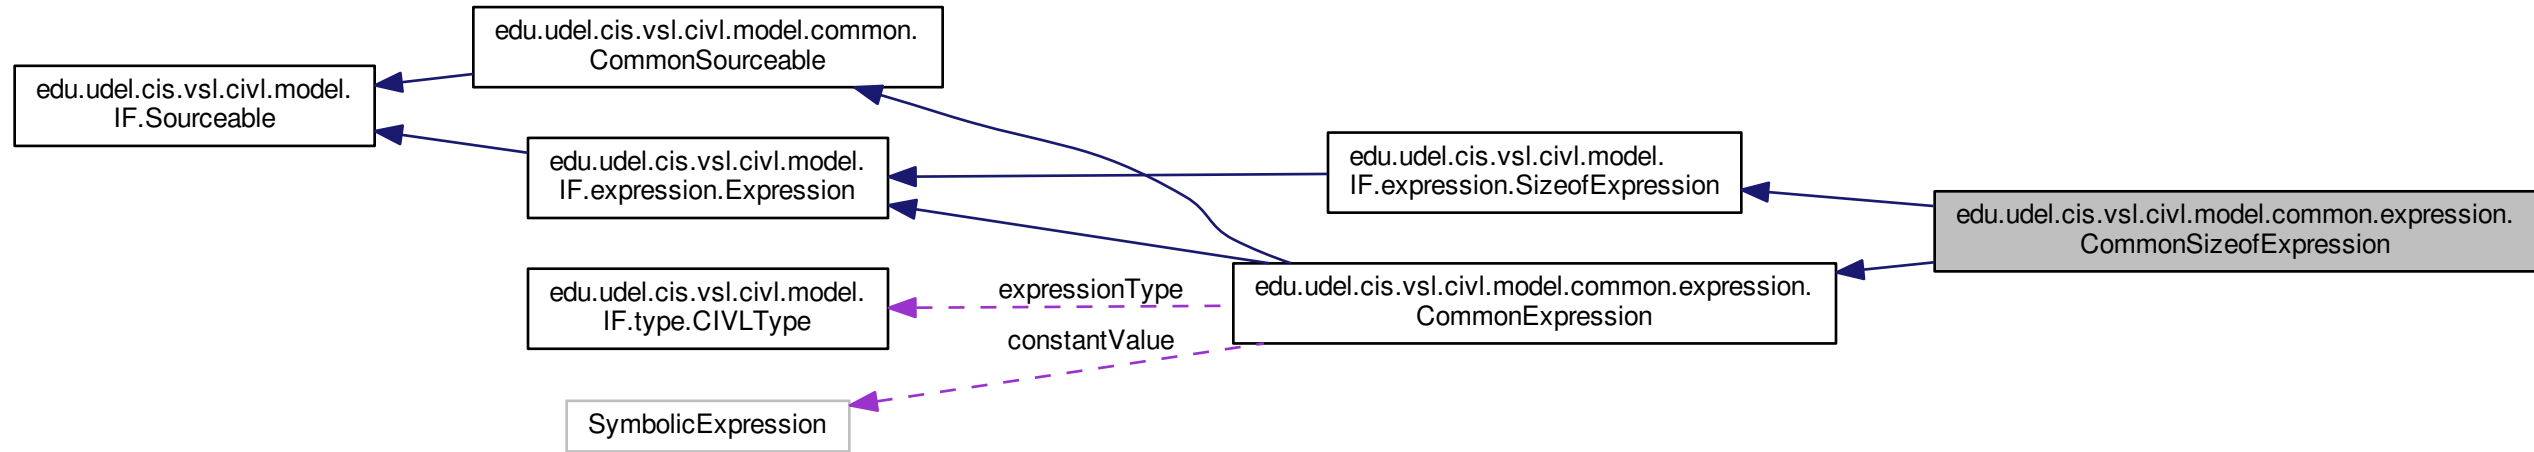 edu.udel.cis.vsl.civl.model.
IF.Sourceable
edu.udel.cis.vsl.civl.model.common.
CommonSourceable
edu.udel.cis.vsl.civl.model.
IF.expression.Expression
edu.udel.cis.vsl.civl.model.
IF.type.CIVLType
SymbolicExpression
expressionType
constantValue
edu.udel.cis.vsl.civl.model.
IF.expression.SizeofExpression
edu.udel.cis.vsl.civl.model.common.expression.
CommonExpression
edu.udel.cis.vsl.civl.model.common.expression.
CommonSizeofExpression